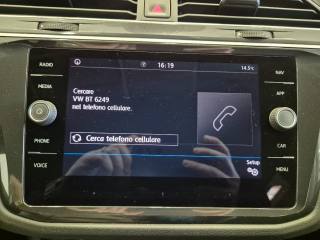 16:19
14.5°C
RADIO
MEDIA
PHONE
VOICE
Cercare
VW BT 6249
nel telefono cellulare.
Cerca telefono cellulare
Setup
NAV
APP
CAR
MENU